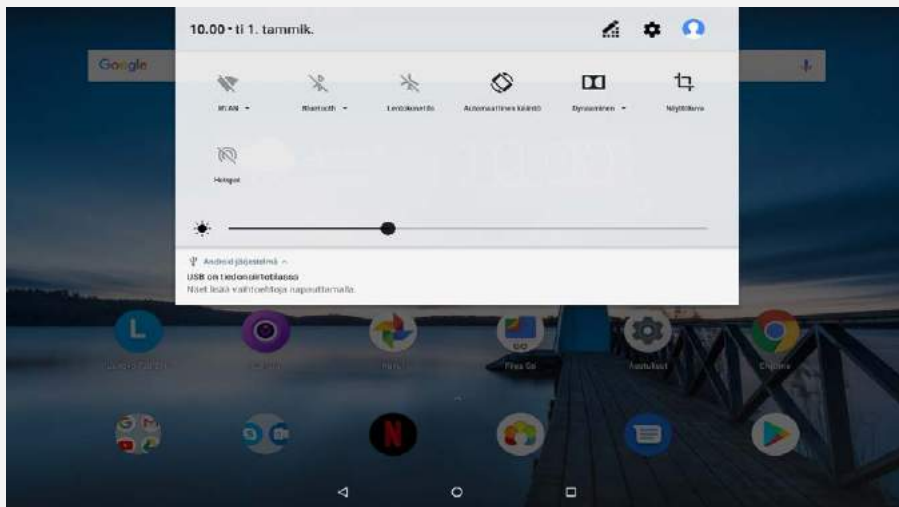 10.00 • ti 1. tammik.
Google
WLAN
Bluetooth
Lentokonetila
Automaattinen kääntö
Dynaaminen
Näyttökuva
Hotspot
Android-järjestelmä
USB on tiedonsiirtotilassa
Näet lisää vaihtoehtoja napauttamalla.
Files Go
Asetukset
Chrome